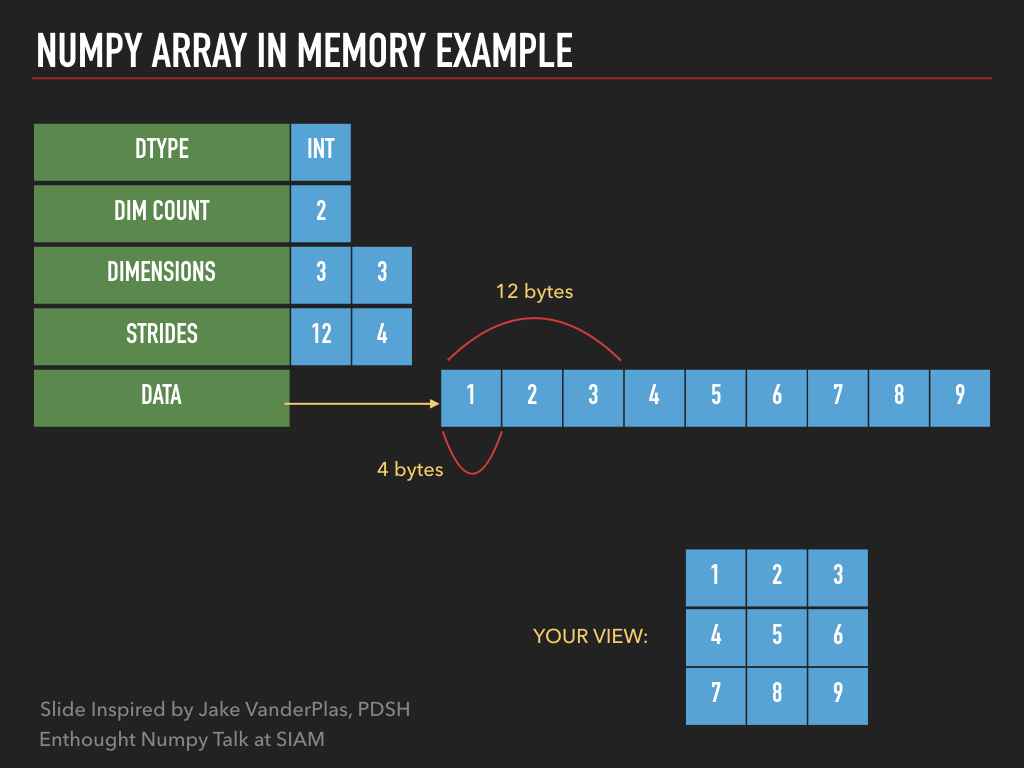 NUMPY ARRAY IN MEMORY EXAMPLE
DTYPE INT
DIM COUNT 2
DIMENSIONS 3 3
12 bytes
STRIDES 12 4
DATA 1 2 3 4 5 6 7 8 9
4 bytes
1 2 3
YOUR VIEW: 4 5 6
7 8 9
Slide Inspired by Jake VanderPlas, PDSH
Enthought Numpy Talk at SIAM